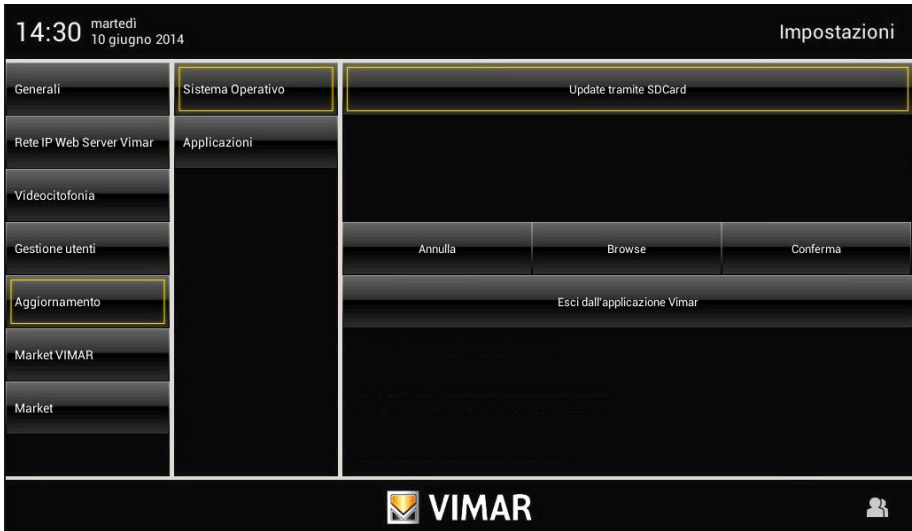 14:30
martedì
10 giugno 2014
Impostazioni
Generali
Rete IP Web Server Vimar
Videocitofonia
Gestione utenti
Aggiornamento
Market VIMAR
Market
Sistema Operativo
Applicazioni
Update tramite SDCard
Annulla
Browse
Conferma
Esci dall'applicazione Vimar
VIMAR